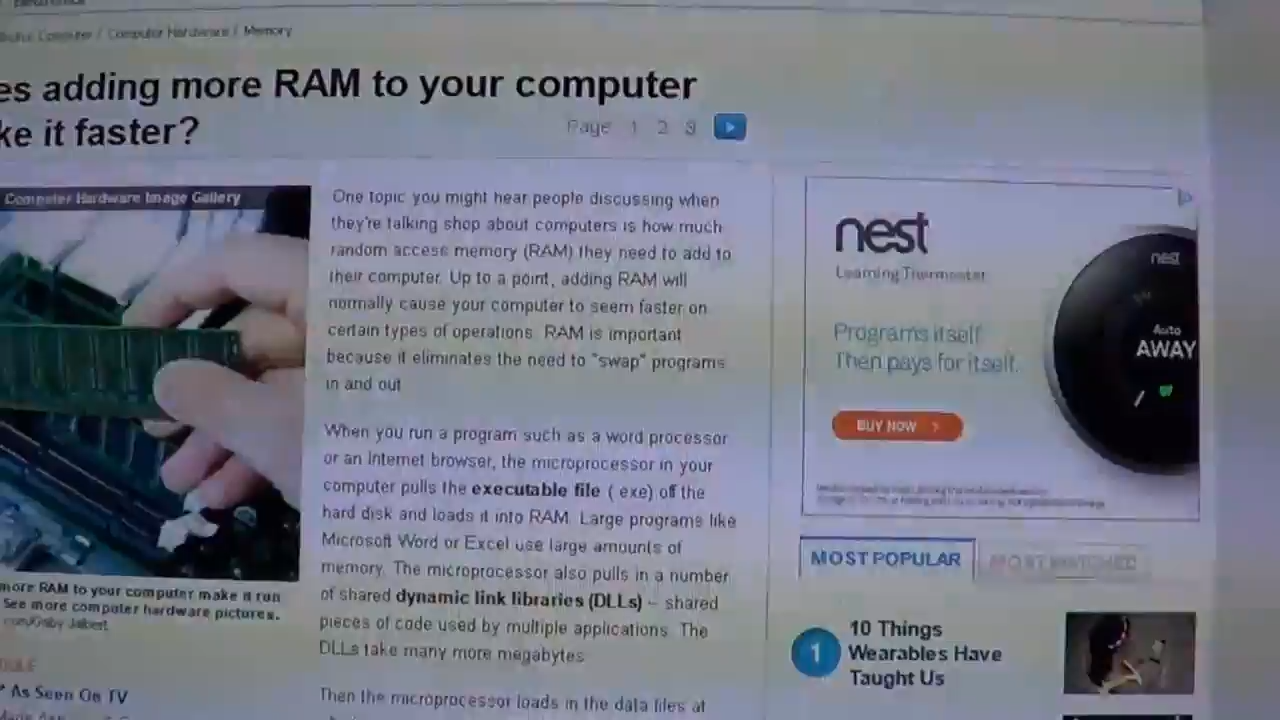 Computer / Computer Hardware / Memory
es adding more RAM to your computer
ke it faster?
Page 1 2 3
Computer Hardware Image Gallery
more RAM to your computer make it run
See more computer hardware pictures.
As Seen On TV
One topic you might hear people discussing when
they're talking shop about computers is how much
random access memory (RAM) they need to add to
their computer. Up to a point, adding RAM will
normally cause your computer to seem faster on
certain types of operations. RAM is important
because it eliminates the need to "swap" programs
in and out
When you run a program such as a word processor
or an Internet browser, the microprocessor in your
computer pulls the executable file ( exe) off the
hard disk and loads it into RAM. Large programs like
Microsoft Word or Excel use large amounts of
memory. The microprocessor also pulls in a number
of shared dynamic link libraries (DLLs) – shared
pieces of code used by multiple applications. The
DLLs take many more megabytes
Then the microprocessor loads in the data files at
nest
Learning Thermostat
Programs itself.
Then pays for itself.
BUY NOW
nest
Auto
AWAY
MOST POPULAR
MOST WATCHED
1
10 Things
Wearables Have
Taught Us